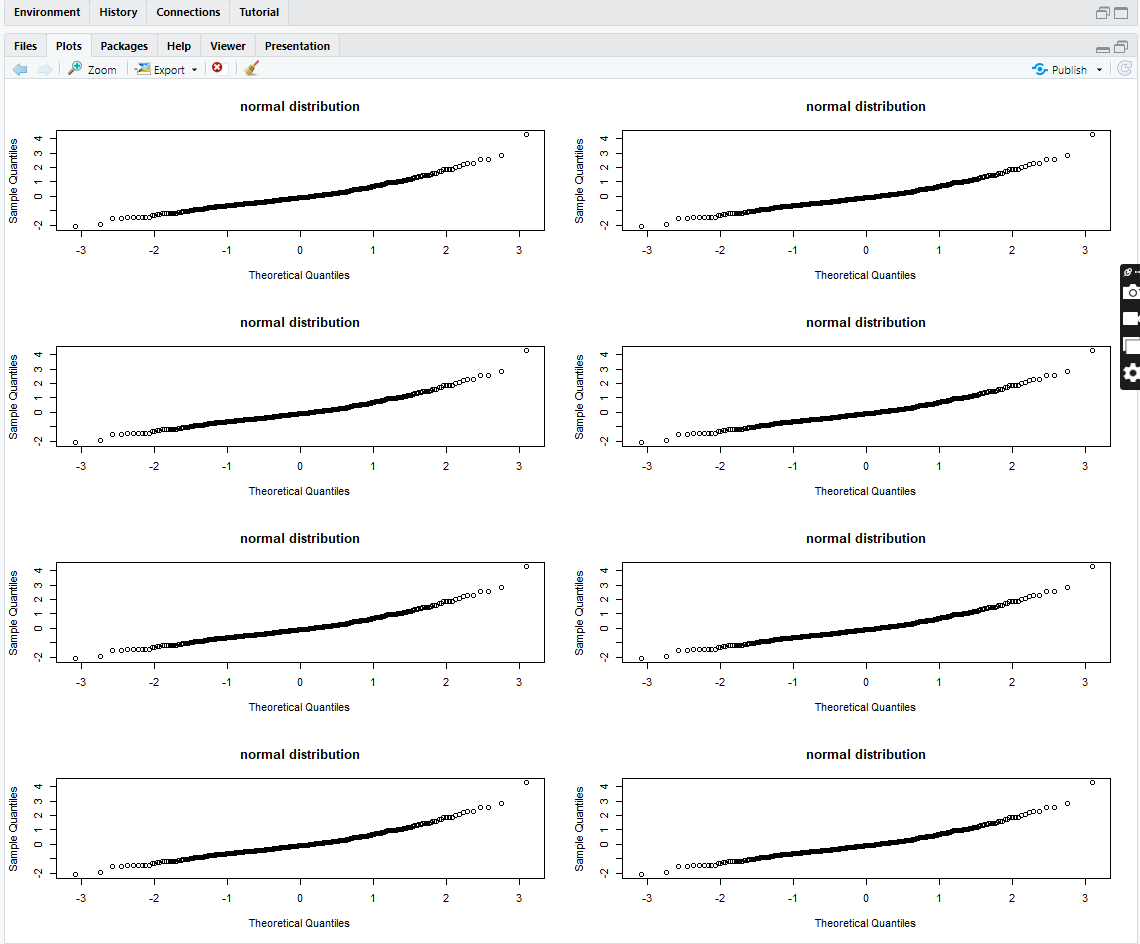 Environment History Connections Tutorial
Files Plots Packages Help Viewer Presentation
Zoom Export Publish
normal distribution normal distribution
Sample Quantiles Sample Quantiles
4 4
3 3
2 2
1 1
0 0
-2 -2
-3 -2 -1 0 1 2 3 -3 -2 -1 0 1 2 3
Theoretical Quantiles Theoretical Quantiles
normal distribution normal distribution
Sample Quantiles Sample Quantiles
4 4
3 3
2 2
1 1
0 0
-2 -2
-3 -2 -1 0 1 2 3 -3 -2 -1 0 1 2 3
Theoretical Quantiles Theoretical Quantiles
normal distribution normal distribution
Sample Quantiles Sample Quantiles
4 4
3 3
2 2
1 1
0 0
-2 -2
-3 -2 -1 0 1 2 3 -3 -2 -1 0 1 2 3
Theoretical Quantiles Theoretical Quantiles
normal distribution normal distribution
Sample Quantiles Sample Quantiles
4 4
3 3
2 2
1 1
0 0
-2 -2
-3 -2 -1 0 1 2 3 -3 -2 -1 0 1 2 3
Theoretical Quantiles Theoretical Quantiles